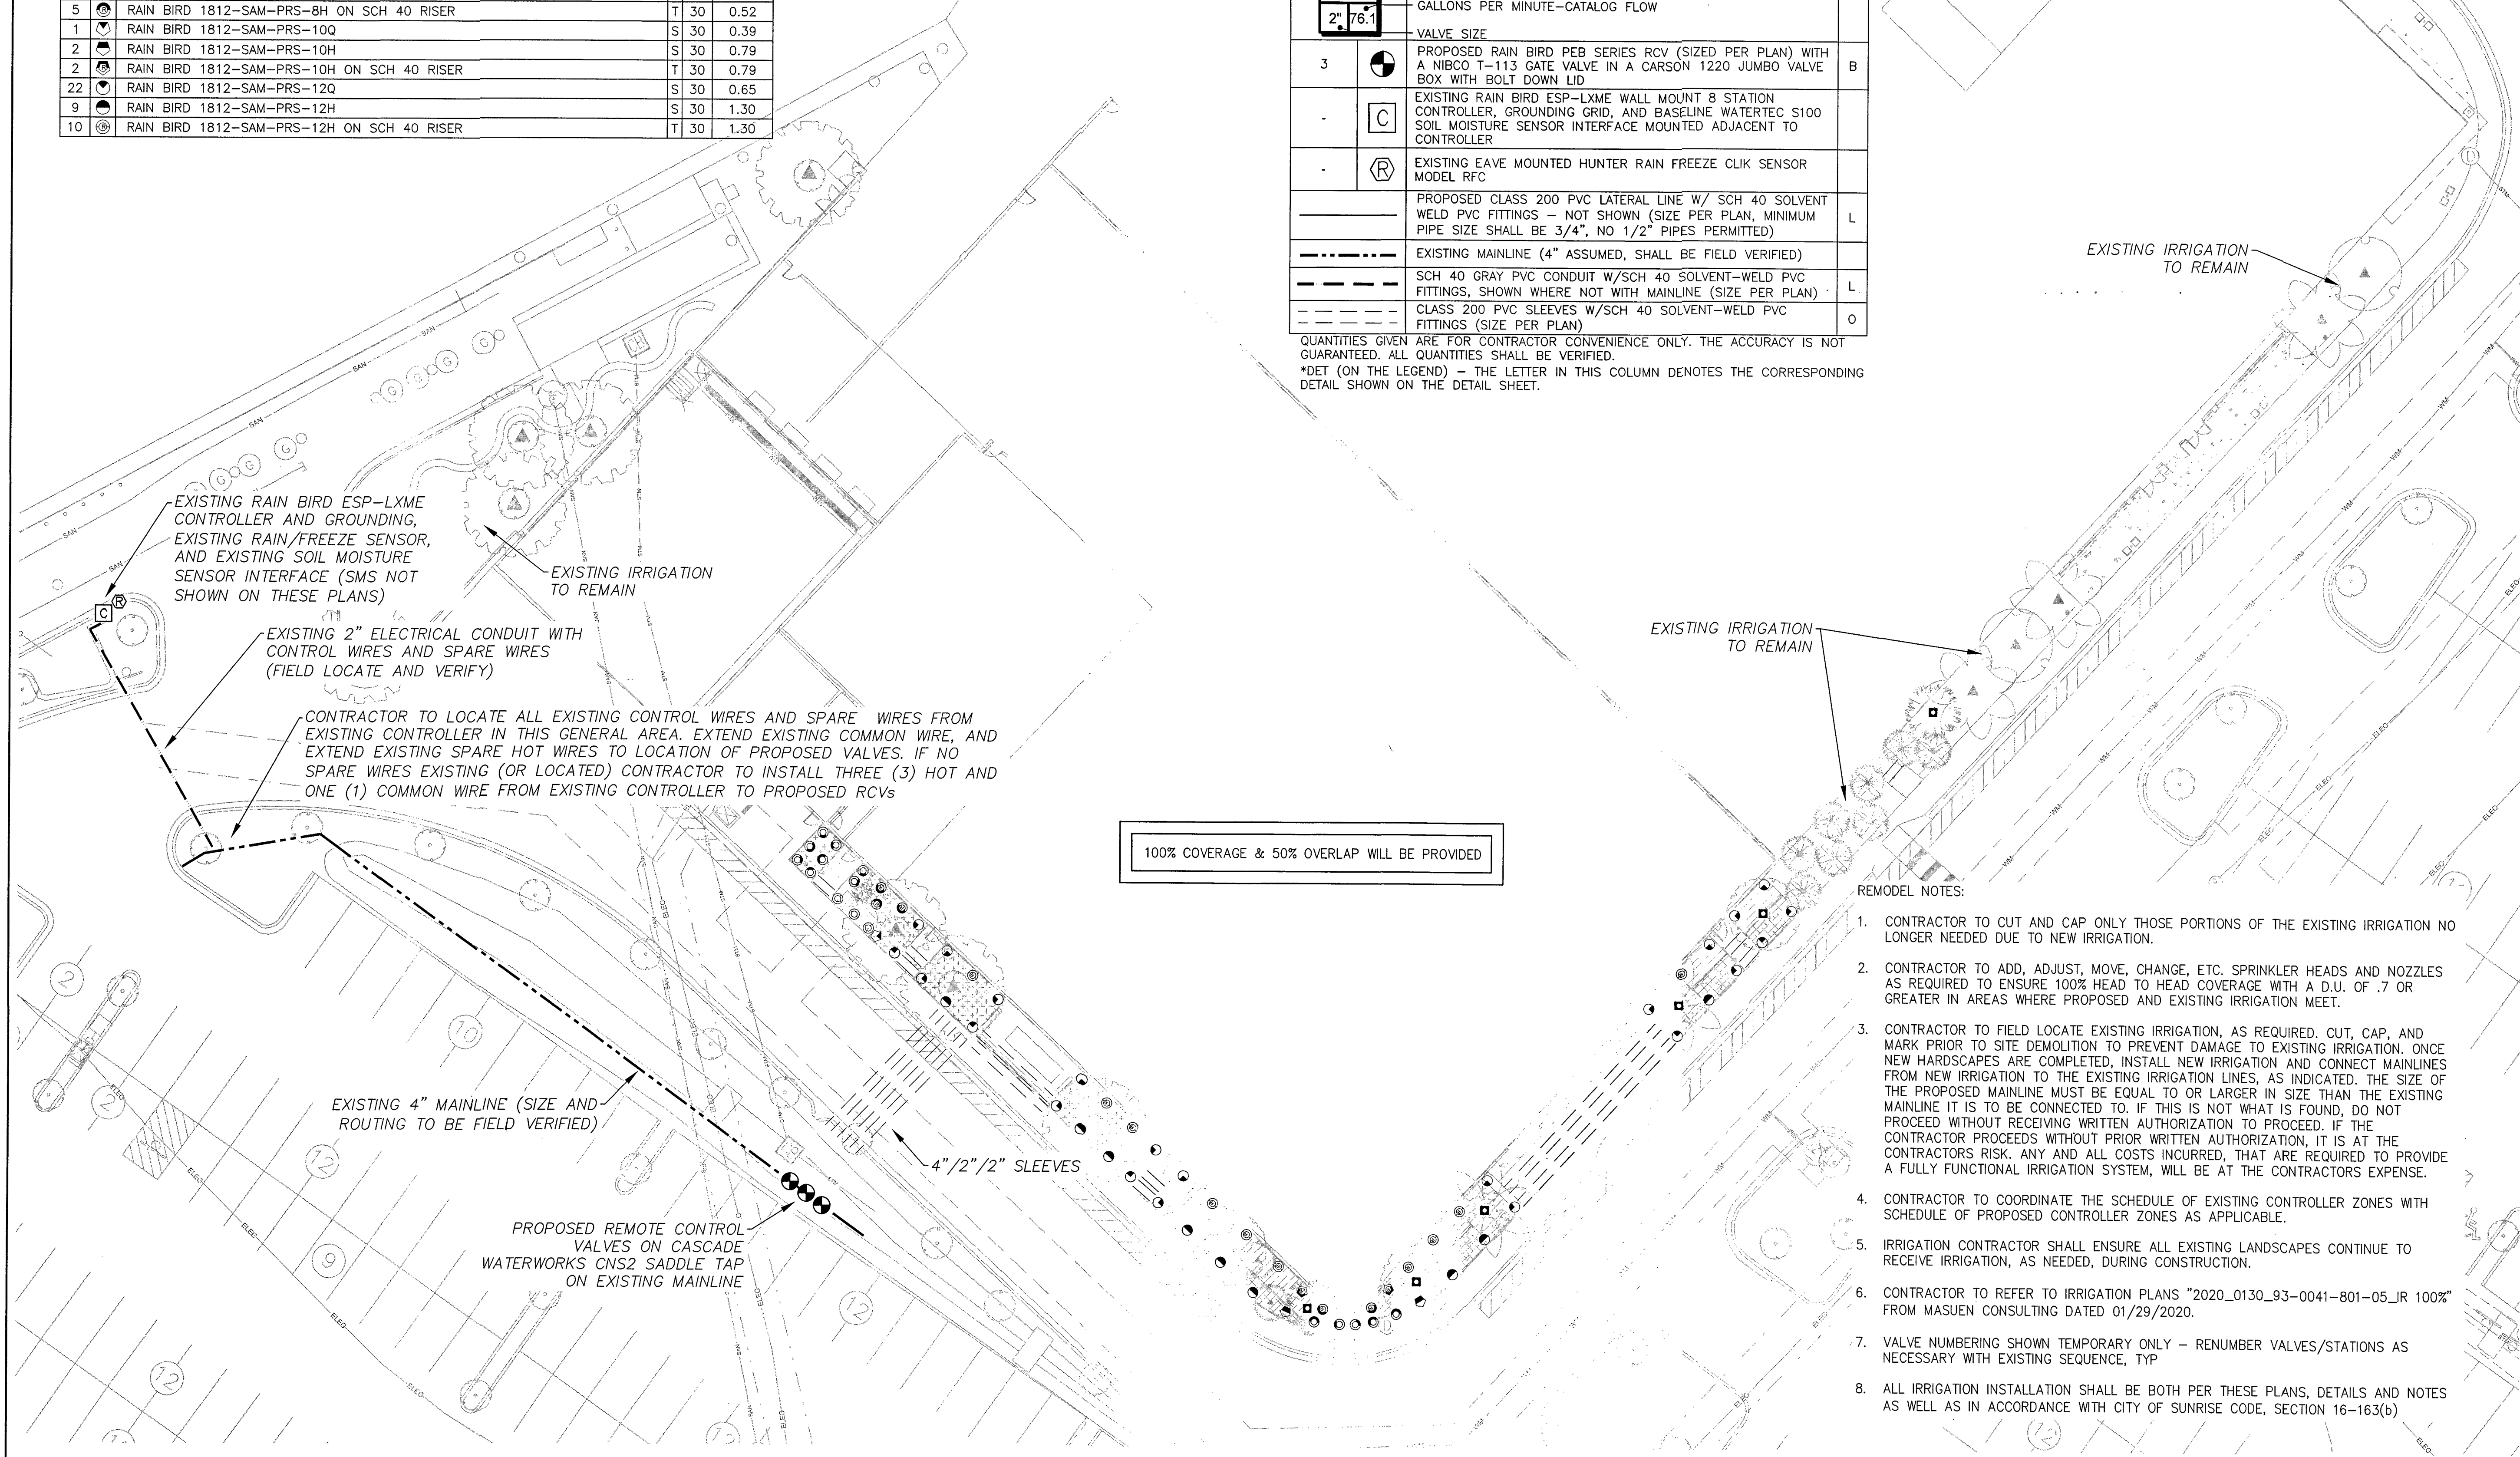 5 RAIN BIRD 1812-SAM-PRS-8H ON SCH 40 RISER T 30 0.52
1 RAIN BIRD 1812-SAM-PRS-10Q S 30 0.39
2 RAIN BIRD 1812-SAM-PRS-10H S 30 0.79
2 RAIN BIRD 1812-SAM-PRS-10H ON SCH 40 RISER T 30 0.79
22 RAIN BIRD 1812-SAM-PRS-12Q S 30 0.65
9 RAIN BIRD 1812-SAM-PRS-12H S 30 1.30
10 RAIN BIRD 1812-SAM-PRS-12H ON SCH 40 RISER T 30 1.30
GALLONS PER MINUTE-CATALOG FLOW
2" 76.1
VALVE SIZE
PROPOSED RAIN BIRD PEB SERIES RCV (SIZED PER PLAN) WITH
3 A NIBCO T-113 GATE VALVE IN A CARSON 1220 JUMBO VALVE B
BOX WITH BOLT DOWN LID
EXISTING RAIN BIRD ESP-LXME WALL MOUNT 8 STATION
CONTROLLER, GROUNDING GRID, AND BASELINE WATERTEC S100
- C SOIL MOISTURE SENSOR INTERFACE MOUNTED ADJACENT TO
CONTROLLER
- R EXISTING EAVE MOUNTED HUNTER RAIN FREEZE CLIK SENSOR
MODEL RFC
PROPOSED CLASS 200 PVC LATERAL LINE W/ SCH 40 SOLVENT
WELD PVC FITTINGS - NOT SHOWN (SIZE PER PLAN, MINIMUM L
PIPE SIZE SHALL BE 3/4", NO 1/2" PIPES PERMITTED)
EXISTING MAINLINE (4" ASSUMED, SHALL BE FIELD VERIFIED)
SCH 40 GRAY PVC CONDUIT W/SCH 40 SOLVENT-WELD PVC
FITTINGS, SHOWN WHERE NOT WITH MAINLINE (SIZE PER PLAN) L
CLASS 200 PVC SLEEVES W/SCH 40 SOLVENT-WELD PVC
FITTINGS (SIZE PER PLAN) O
QUANTITIES GIVEN ARE FOR CONTRACTOR CONVENIENCE ONLY. THE ACCURACY IS NOT
GUARANTEED. ALL QUANTITIES SHALL BE VERIFIED.
*DET (ON THE LEGEND) - THE LETTER IN THIS COLUMN DENOTES THE CORRESPONDING
DETAIL SHOWN ON THE DETAIL SHEET.
EXISTING IRRIGATION
TO REMAIN
EXISTING RAIN BIRD ESP-LXME
CONTROLLER AND GROUNDING,
EXISTING RAIN/FREEZE SENSOR,
AND EXISTING SOIL MOISTURE
SENSOR INTERFACE (SMS NOT
SHOWN ON THESE PLANS)
C R
EXISTING IRRIGATION
TO REMAIN
EXISTING 2" ELECTRICAL CONDUIT WITH
CONTROL WIRES AND SPARE WIRES
(FIELD LOCATE AND VERIFY)
EXISTING IRRIGATION
TO REMAIN
CONTRACTOR TO LOCATE ALL EXISTING CONTROL WIRES AND SPARE WIRES FROM
EXISTING CONTROLLER IN THIS GENERAL AREA. EXTEND EXISTING COMMON WIRE, AND
EXTEND EXISTING SPARE HOT WIRES TO LOCATION OF PROPOSED VALVES. IF NO
SPARE WIRES EXISTING (OR LOCATED) CONTRACTOR TO INSTALL THREE (3) HOT AND
ONE (1) COMMON WIRE FROM EXISTING CONTROLLER TO PROPOSED RCVs
100% COVERAGE & 50% OVERLAP WILL BE PROVIDED
EXISTING 4" MAINLINE (SIZE AND
ROUTING TO BE FIELD VERIFIED)
4"/2"/2" SLEEVES
PROPOSED REMOTE CONTROL
VALVES ON CASCADE
WATERWORKS CNS2 SADDLE TAP
ON EXISTING MAINLINE
REMODEL NOTES:
1. CONTRACTOR TO CUT AND CAP ONLY THOSE PORTIONS OF THE EXISTING IRRIGATION NO
LONGER NEEDED DUE TO NEW IRRIGATION.
2. CONTRACTOR TO ADD, ADJUST, MOVE, CHANGE, ETC. SPRINKLER HEADS AND NOZZLES
AS REQUIRED TO ENSURE 100% HEAD TO HEAD COVERAGE WITH A D.U. OF .7 OR
GREATER IN AREAS WHERE PROPOSED AND EXISTING IRRIGATION MEET.
3. CONTRACTOR TO FIELD LOCATE EXISTING IRRIGATION, AS REQUIRED. CUT, CAP, AND
MARK PRIOR TO SITE DEMOLITION TO PREVENT DAMAGE TO EXISTING IRRIGATION. ONCE
NEW HARDSCAPES ARE COMPLETED, INSTALL NEW IRRIGATION AND CONNECT MAINLINES
FROM NEW IRRIGATION TO THE EXISTING IRRIGATION LINES, AS INDICATED. THE SIZE OF
THE PROPOSED MAINLINE MUST BE EQUAL TO OR LARGER IN SIZE THAN THE EXISTING
MAINLINE IT IS TO BE CONNECTED TO. IF THIS IS NOT WHAT IS FOUND, DO NOT
PROCEED WITHOUT RECEIVING WRITTEN AUTHORIZATION TO PROCEED. IF THE
CONTRACTOR PROCEEDS WITHOUT PRIOR WRITTEN AUTHORIZATION, IT IS AT THE
CONTRACTORS RISK. ANY AND ALL COSTS INCURRED, THAT ARE REQUIRED TO PROVIDE
A FULLY FUNCTIONAL IRRIGATION SYSTEM, WILL BE AT THE CONTRACTORS EXPENSE.
4. CONTRACTOR TO COORDINATE THE SCHEDULE OF EXISTING CONTROLLER ZONES WITH
SCHEDULE OF PROPOSED CONTROLLER ZONES AS APPLICABLE.
5. IRRIGATION CONTRACTOR SHALL ENSURE ALL EXISTING LANDSCAPES CONTINUE TO
RECEIVE IRRIGATION, AS NEEDED, DURING CONSTRUCTION.
6. CONTRACTOR TO REFER TO IRRIGATION PLANS "2020_0130_93-0041-801-05_IR 100%"
FROM MASUEN CONSULTING DATED 01/29/2020.
7. VALVE NUMBERING SHOWN TEMPORARY ONLY - RENUMBER VALVES/STATIONS AS
NECESSARY WITH EXISTING SEQUENCE, TYP
8. ALL IRRIGATION INSTALLATION SHALL BE BOTH PER THESE PLANS, DETAILS AND NOTES
AS WELL AS IN ACCORDANCE WITH CITY OF SUNRISE CODE, SECTION 16-163(b)